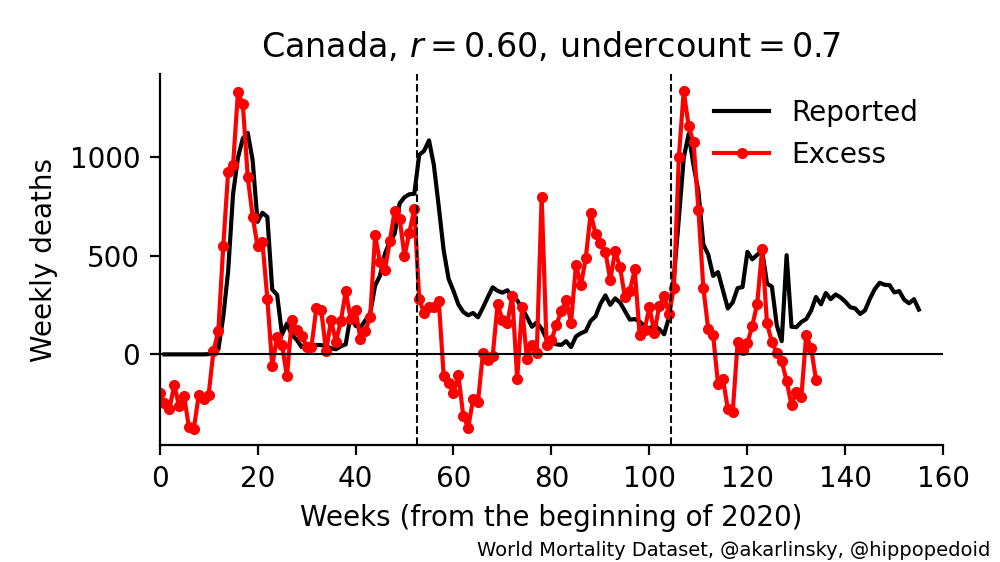 Canada, r = 0.60, undercount = 0.7
Reported
Excess
Weekly deaths
1000
500
0
0 20 40 60 80 100 120 140 160
Weeks (from the beginning of 2020)
World Mortality Dataset, @akarlinsky, @hippopedoid